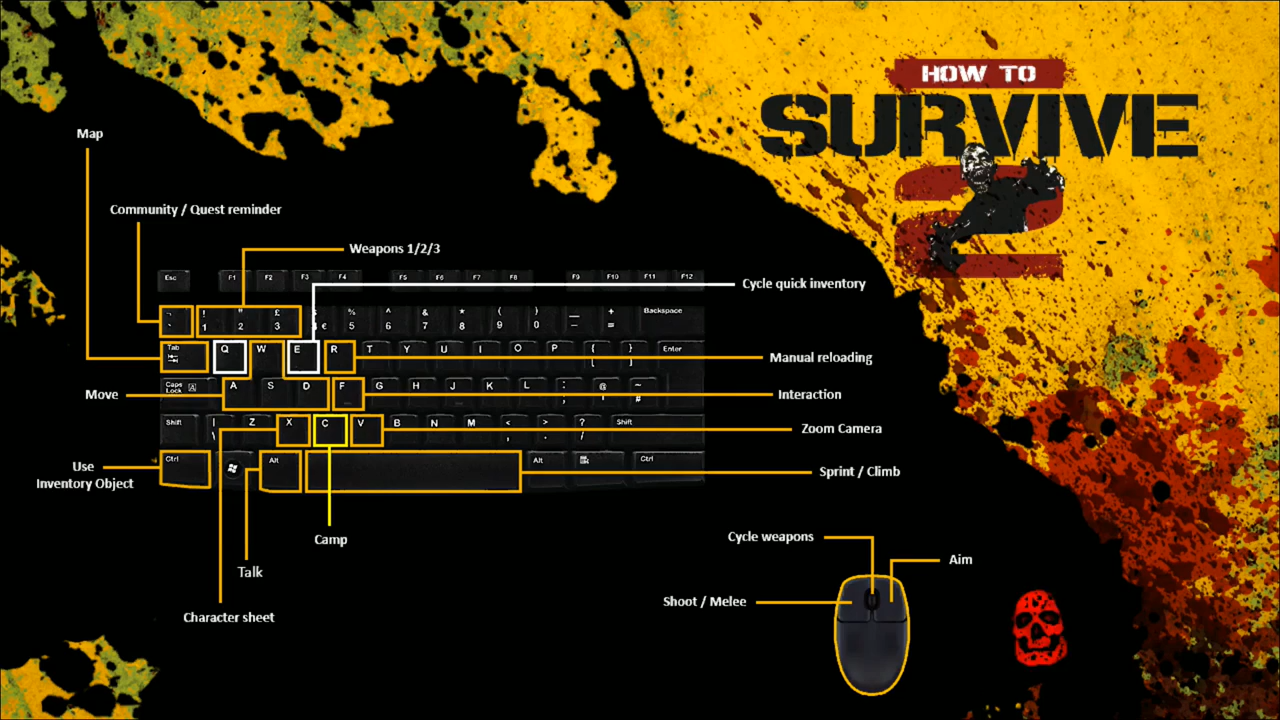 HOW TO
SURVIVE
2
Map
Community / Quest reminder
Weapons 1/2/3
Cycle quick inventory
Manual reloading
Move
Interaction
Zoom Camera
Use
Inventory Object
Sprint / Climb
Camp
Talk
Character sheet
Cycle weapons
Aim
Shoot / Melee
Esc F1 F2 F3 F4 F5 F6 F7 F8 F9 F10 F11 F12
! " £ % ^ & * ( ) — + Backspace
1 2 3 € 5 6 7 8 9 0 =
Tab Q W E R T Y U I O P { } Enter
[ ]
Caps Lock A S D F G H J K L : @ ~
; ' #
Shift Z X C V B N M < > ? Shift
\ , . /
Ctrl Alt Alt Ctrl